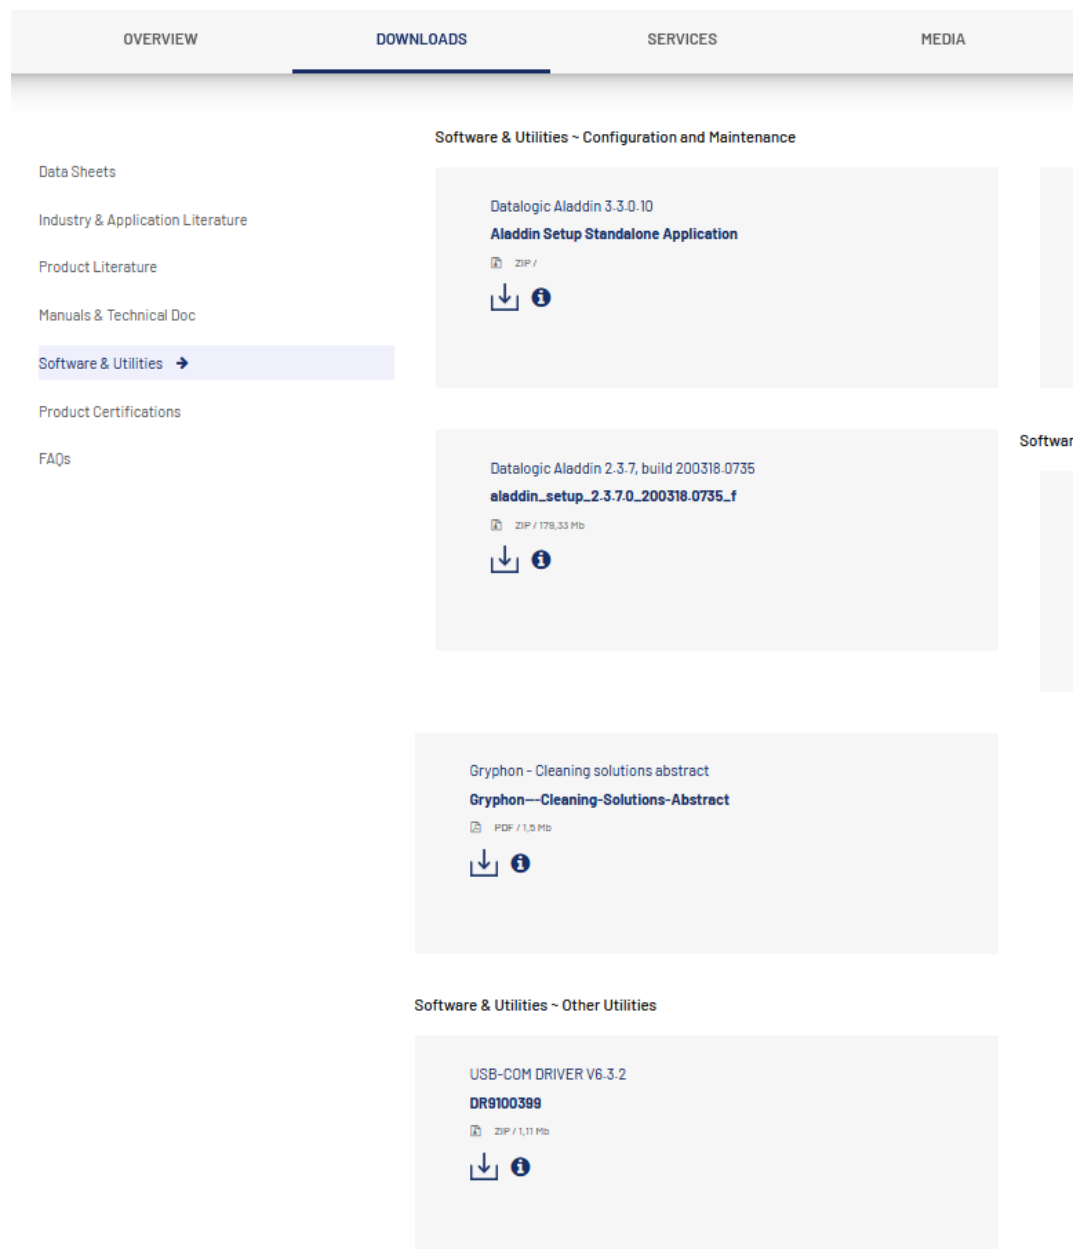 OVERVIEW
DOWNLOADS
SERVICES
MEDIA
Data Sheets
Industry & Application Literature
Product Literature
Manuals & Technical Doc
Software & Utilities
Product Certifications
FAQs
Software & Utilities ~ Configuration and Maintenance
Datalogic Aladdin 3.3.0.10
Aladdin Setup Standalone Application
ZIP /
Datalogic Aladdin 2.3.7, build 200318.0735
aladdin_setup_2.3.7.0_200318.0735_f
ZIP / 179,33 Mb
Softwar
Gryphon - Cleaning solutions abstract
Gryphon---Cleaning-Solutions-Abstract
PDF / 1,5 Mb
Software & Utilities ~ Other Utilities
USB-COM DRIVER V6.3.2
DR9100399
ZIP / 1,11 Mb